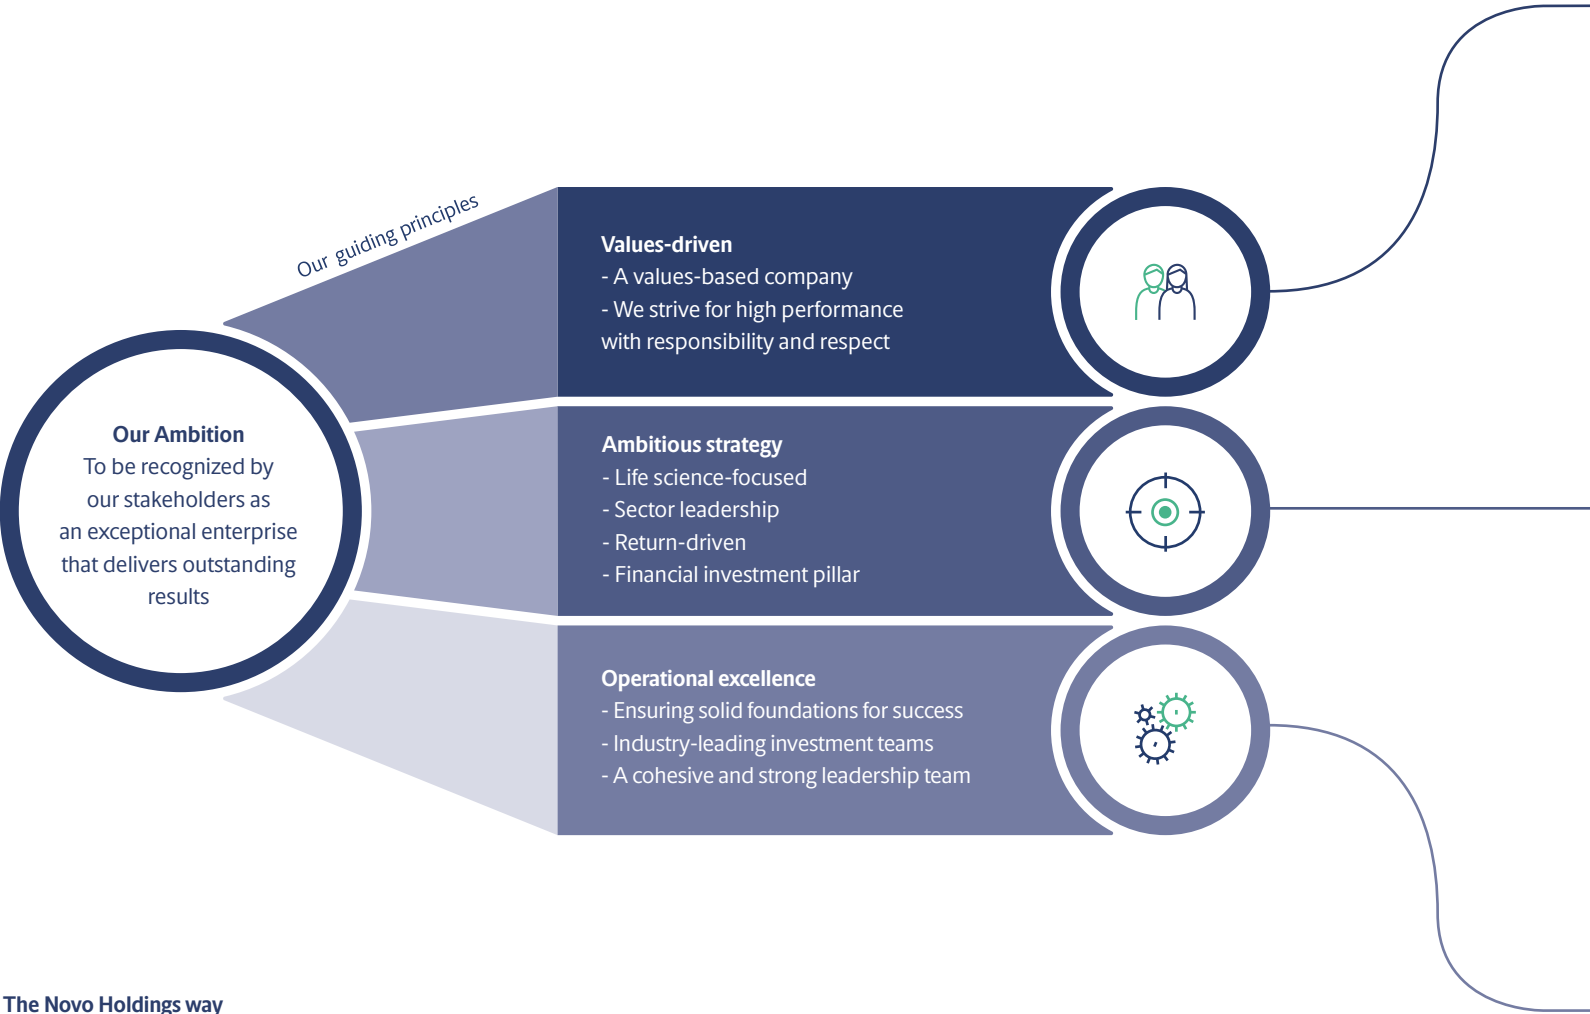 Our guiding principles
Values-driven
- A values-based company
- We strive for high performance
with responsibility and respect
Our Ambition
To be recognized by
our stakeholders as
an exceptional enterprise
that delivers outstanding
results
Ambitious strategy
- Life science-focused
- Sector leadership
- Return-driven
- Financial investment pillar
Operational excellence
- Ensuring solid foundations for success
- Industry-leading investment teams
- A cohesive and strong leadership team
The Novo Holdings way